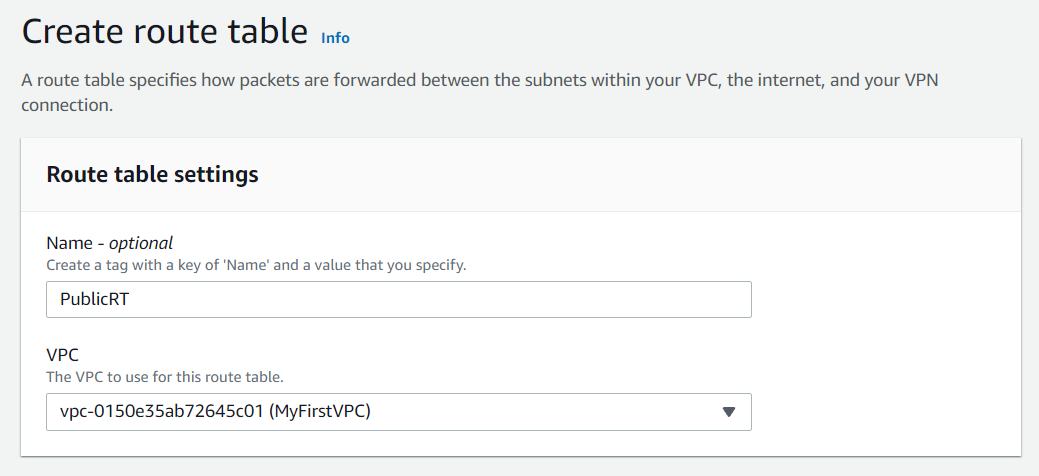 Create route table Info
A route table specifies how packets are forwarded between the subnets within your VPC, the internet, and your VPN
connection.
Route table settings
Name - optional
Create a tag with a key of 'Name' and a value that you specify.
PublicRT
VPC
The VPC to use for this route table.
vpc-0150e35ab72645c01 (MyFirstVPC)